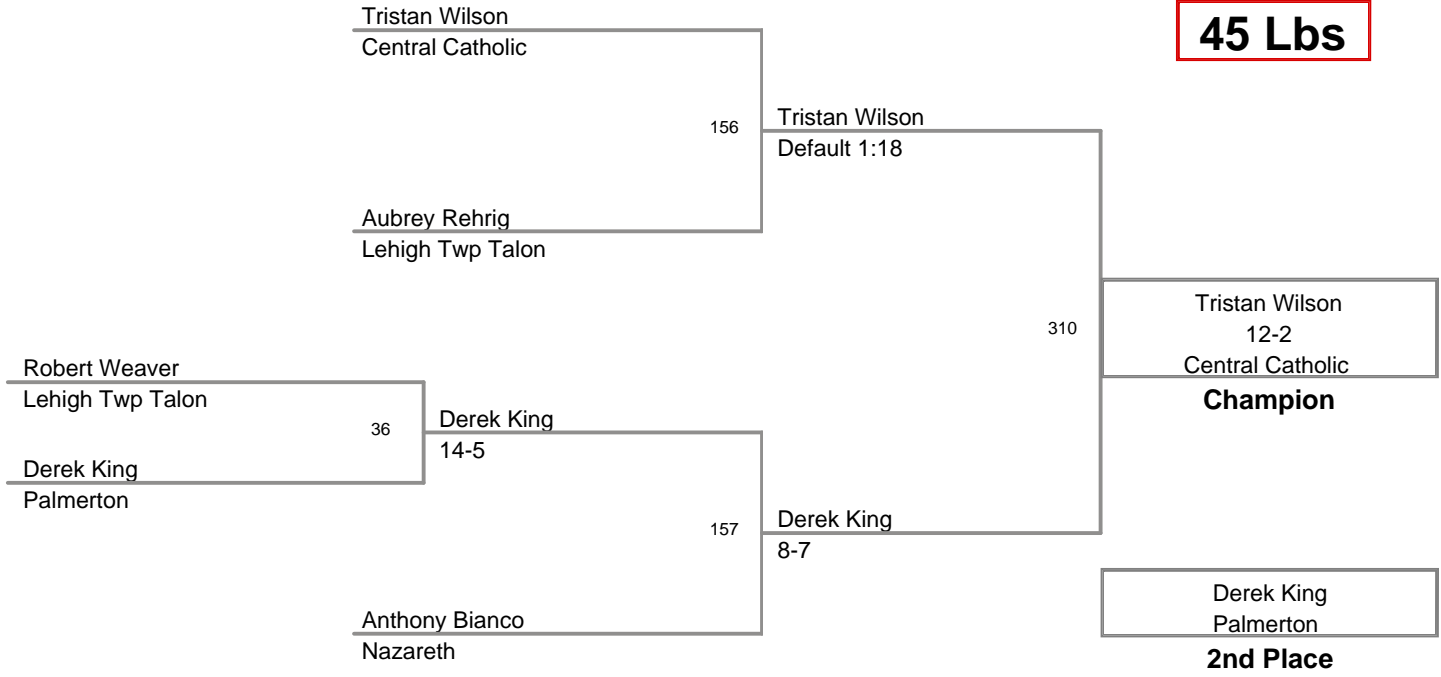 Tristan Wilson
Central Catholic
45 Lbs
156
Tristan Wilson
Default 1:18
Aubrey Rehrig
Lehigh Twp Talon
310
Tristan Wilson
12-2
Central Catholic
Champion
Robert Weaver
Lehigh Twp Talon
36
Derek King
14-5
Derek King
Palmerton
157
Derek King
8-7
Anthony Bianco
Nazareth
Derek King
Palmerton
2nd Place